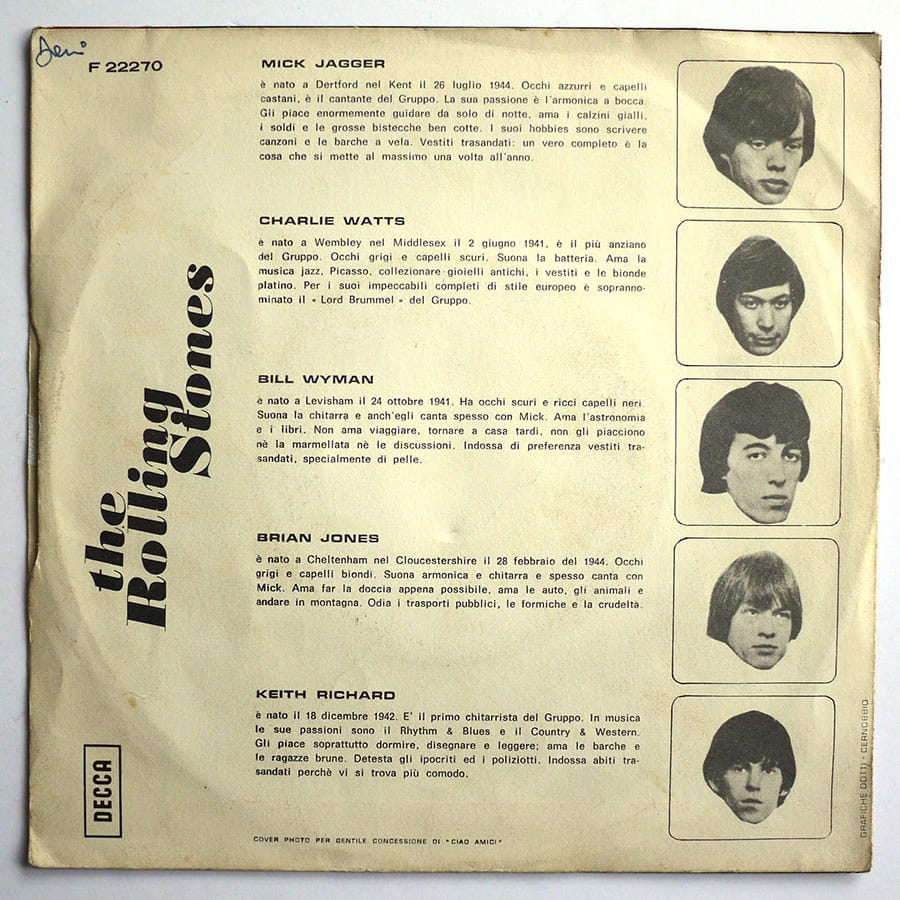 F 22270
MICK JAGGER
è nato a Dertford nel Kent il 26 luglio 1944. Occhi azzurri e capelli
castani, è il cantante del Gruppo. La sua passione è l'armonica a bocca.
Gli piace enormemente guidare da solo di notte, ama i calzini gialli,
i soldi e le grosse bistecche ben cotte. I suoi hobbies sono scrivere
canzoni e le barche a vela. Vestiti trasandati: un vero completo è la
cosa che si mette al massimo una volta all'anno.
CHARLIE WATTS
è nato a Wembley nel Middlesex il 2 giugno 1941, è il più anziano
del Gruppo. Occhi grigi e capelli scuri. Suona la batteria. Ama la
musica jazz, Picasso, collezionare gioielli antichi, i vestiti e le bionde
platino. Per i suoi impeccabili completi di stile europeo è sopranno-
minato il « Lord Brummel » del Gruppo.
BILL WYMAN
è nato a Levisham il 24 ottobre 1941. Ha occhi scuri e ricci capelli neri.
Suona la chitarra e anch'egli canta spesso con Mick. Ama l'astronomia
e i libri. Non ama viaggiare, tornare a casa tardi, non gli piacciono
nè la marmellata nè le discussioni. Indossa di preferenza vestiti tra-
sandati, specialmente di pelle.
BRIAN JONES
è nato a Cheltenham nel Cloucestershire il 28 febbraio del 1944. Occhi
grigi e capelli biondi. Suona armonica e chitarra e spesso canta con
Mick. Ama far la doccia appena possibile, ama le auto, gli animali e
andare in montagna. Odia i trasporti pubblici, le formiche e la crudeltà.
KEITH RICHARD
è nato il 18 dicembre 1942. E' il primo chitarrista del Gruppo. In musica
le sue passioni sono il Rhythm & Blues e il Country & Western.
Gli piace soprattutto dormire, disegnare e leggere; ama le barche e
le ragazze brune. Detesta gli ipocriti ed i poliziotti. Indossa abiti tra-
sandati perchè vi si trova più comodo.
COVER PHOTO PER GENTILE CONCESSIONE DI "CIAO AMICI"
the
Rolling
Stones
DECCA
GRAFICHE DOTTI - CERNOBBIO